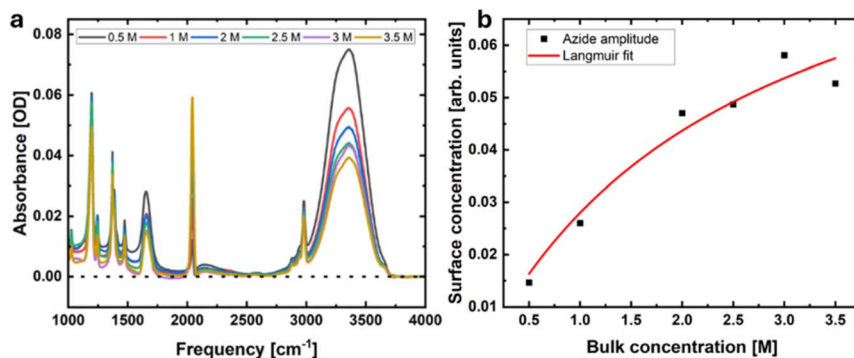 a
0.5 M 1 M 2 M 2.5 M 3 M 3.5 M
0.08
0.06
0.04
0.02
0.00
Absorbance [OD]
1000 1500 2000 2500 3000 3500 4000
Frequency [cm⁻¹]
b
Azide amplitude
Langmuir fit
0.06
0.05
0.04
0.03
0.02
0.01
Surface concentration [arb. units]
0.5 1.0 1.5 2.0 2.5 3.0 3.5
Bulk concentration [M]